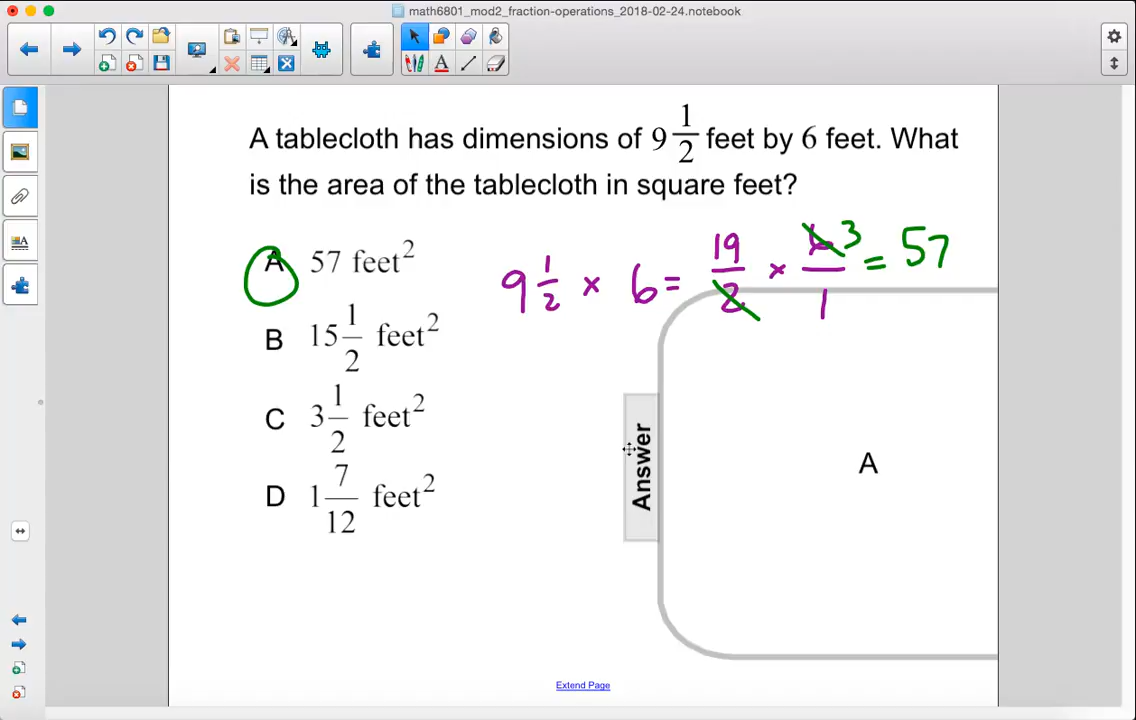 math6801_mod2_fraction-operations_2018-02-24.notebook
A tablecloth has dimensions of 9 1/2 feet by 6 feet. What
is the area of the tablecloth in square feet?
A 57 feet²
9 1/2 × 6 = 19/2 × 6/1 3 = 57
B 15 1/2 feet²
C 3 1/2 feet²
D 1 7/12 feet²
Answer
A
Extend Page